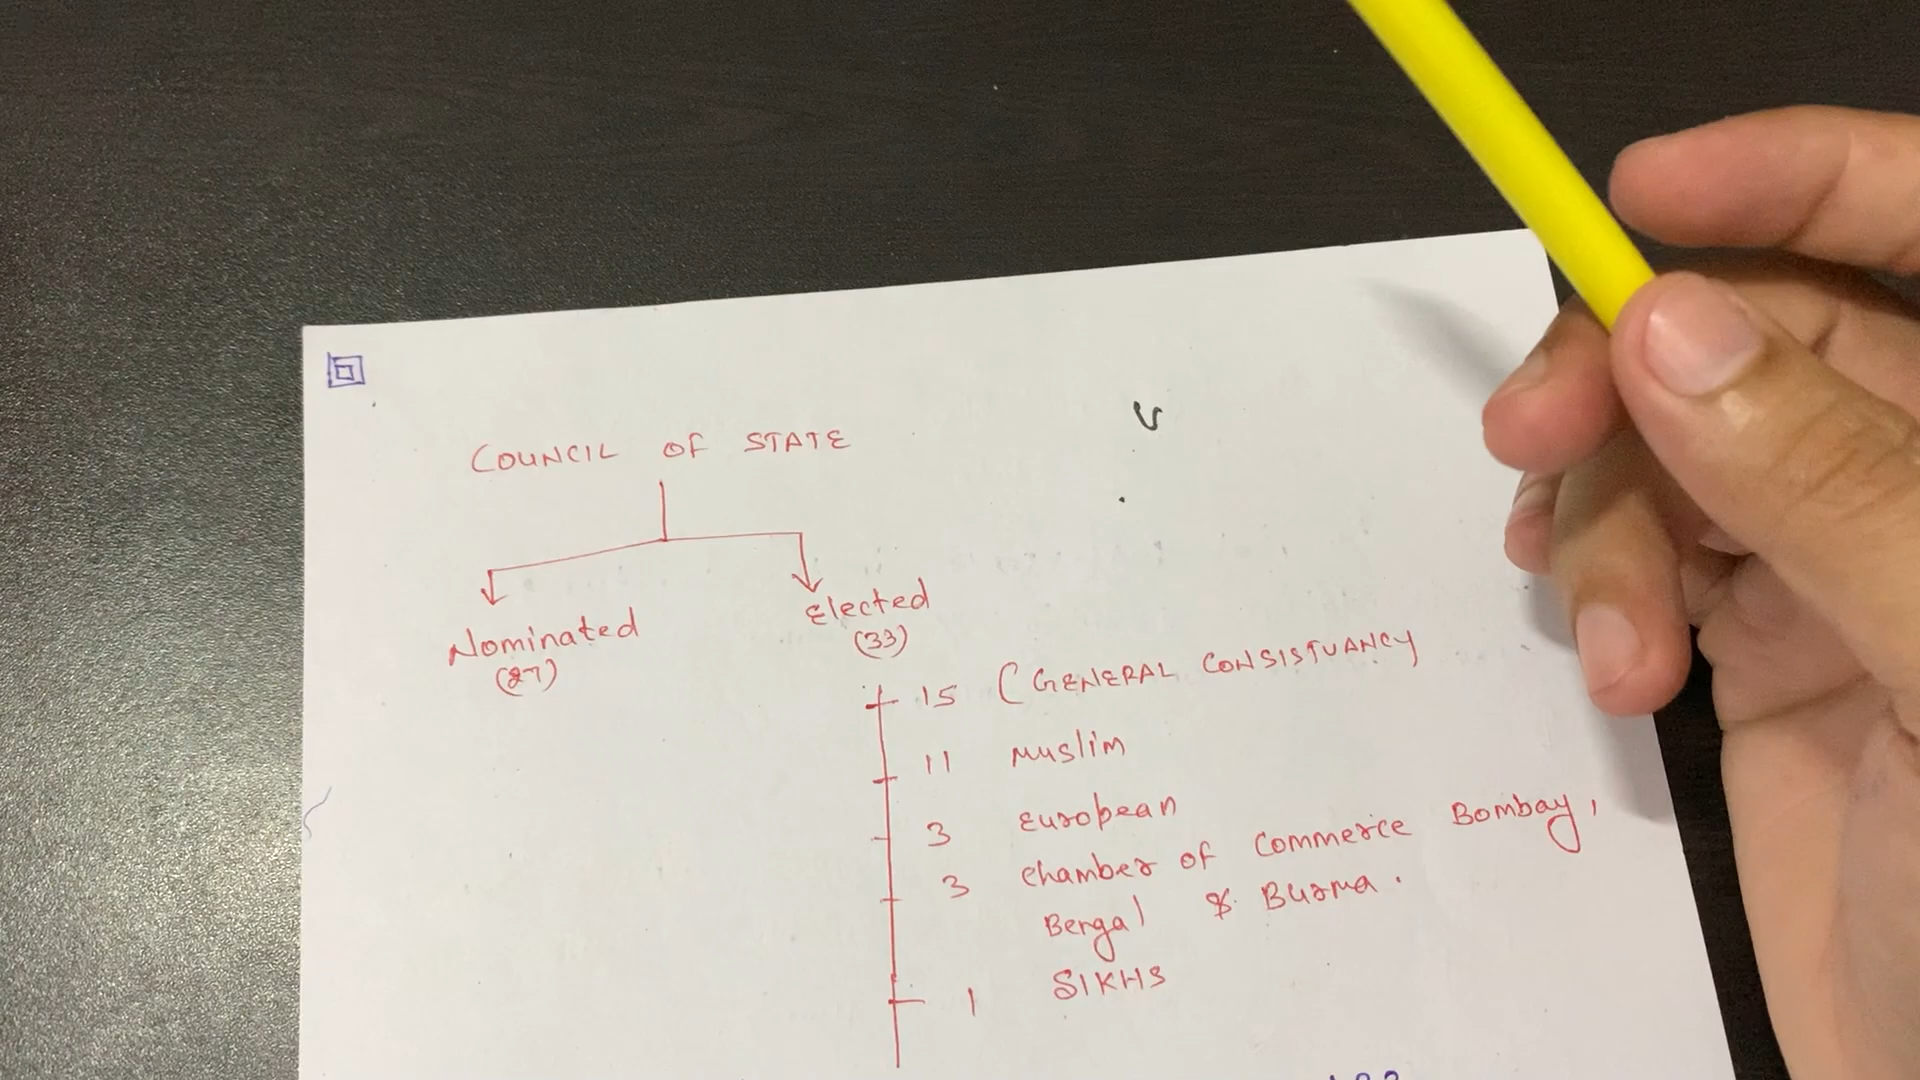 COUNCIL OF STATE
Nominated
(27)
Elected
(33)
15 (GENERAL CONSISTUANCY
11 Muslim
3 European
3 Chamber of Commerce Bombay,
Bengal & Burma.
1 SIKHS